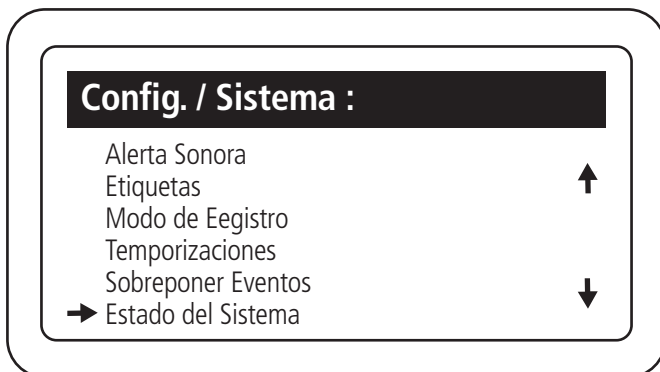 Config. / Sistema :
Alerta Sonora
Etiquetas
Modo de Eegistro
Temporizaciones
Sobreponer Eventos
Estado del Sistema